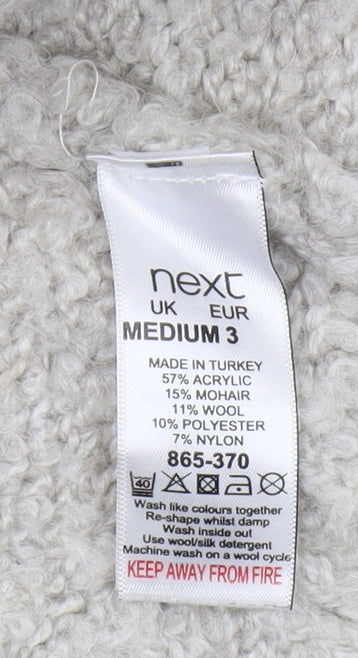 next
UK EUR
MEDIUM 3
MADE IN TURKEY
57% ACRYLIC
15% MOHAIR
11% WOOL
10% POLYESTER
7% NYLON
865-370
40
Wash like colours together
Re-shape whilst damp
Wash inside out
Use wool/silk detergent
Machine wash on a wool cycle
KEEP AWAY FROM FIRE